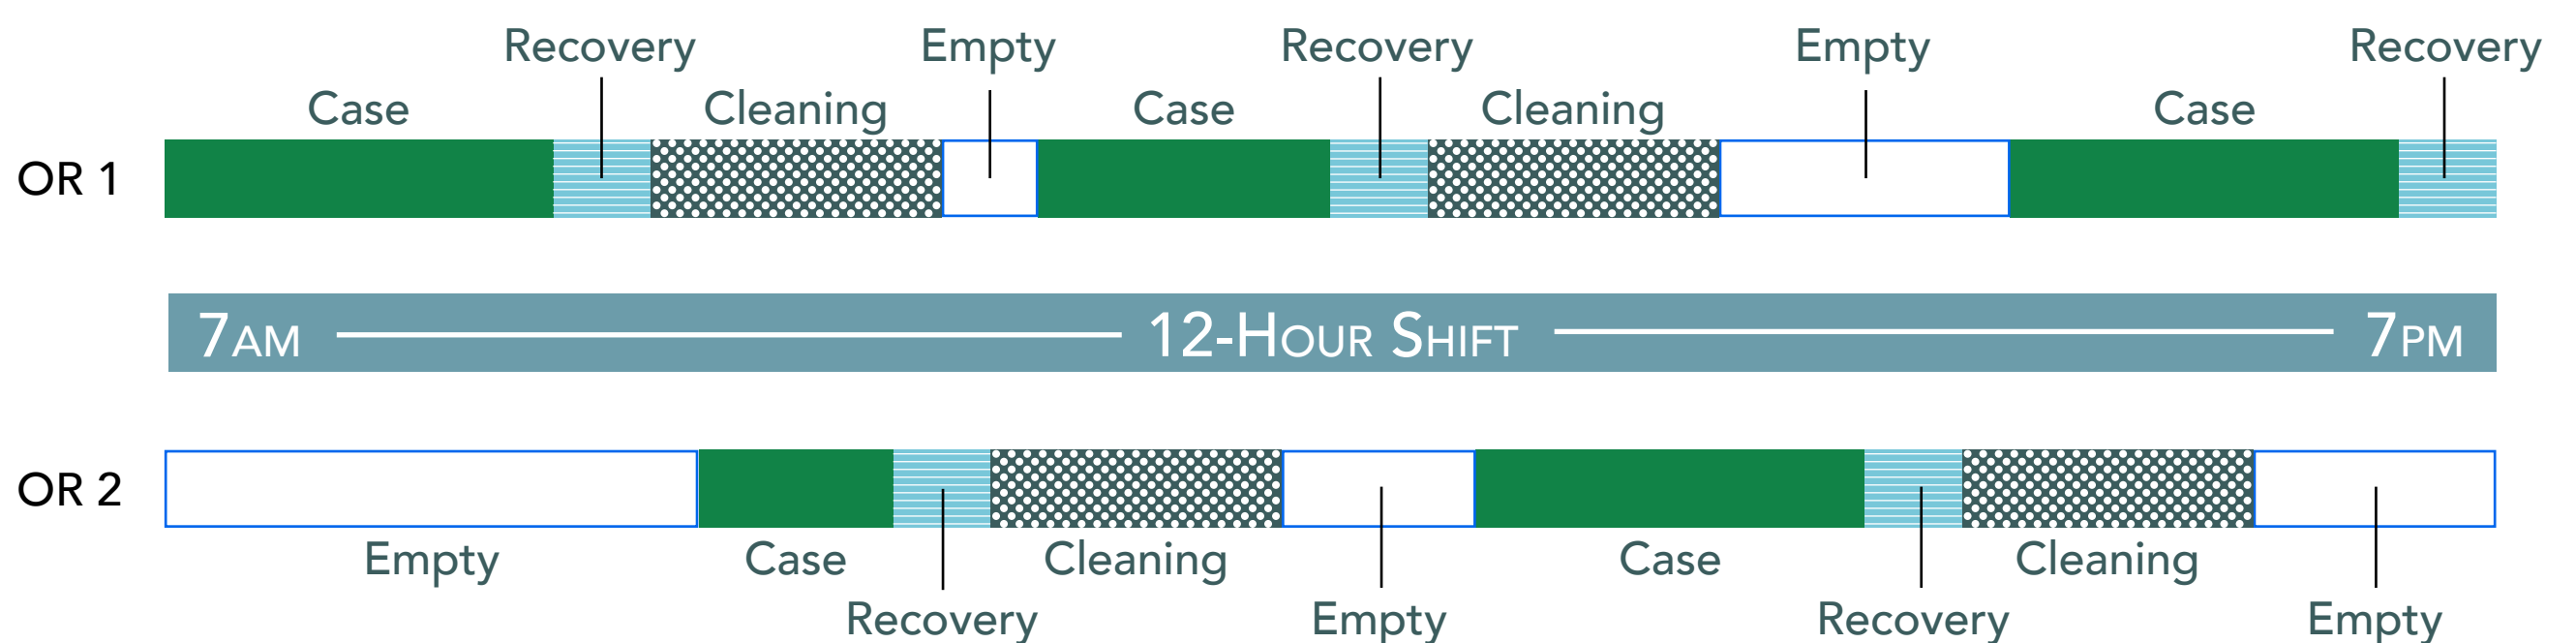 Recovery Empty Recovery Empty Recovery
Case Cleaning Case Cleaning Case
OR 1
7AM 12-HOUR SHIFT 7PM
OR 2
Empty Case Cleaning Case Cleaning
Recovery Empty Recovery Empty